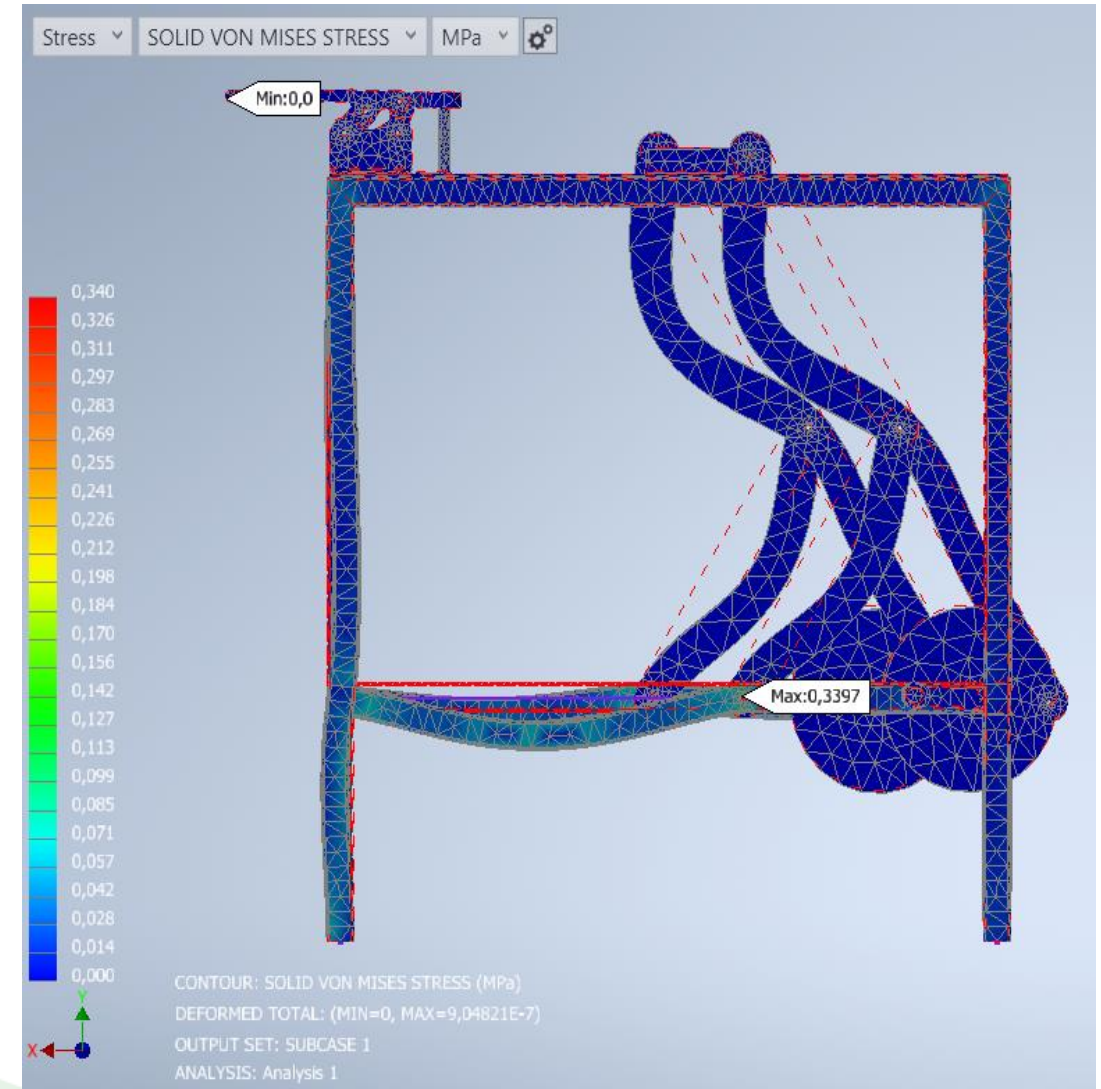 Stress SOLID VON MISES STRESS MPa
Min:0,0
0,340
0,326
0,311
0,297
0,283
0,269
0,255
0,241
0,226
0,212
0,198
0,184
0,170
0,156
Max:0,3397
0,142
0,127
0,113
0,099
0,085
0,071
0,057
0,042
0,028
0,014
0,000
CONTOUR: SOLID VON MISES STRESS (MPa)
DEFORMED TOTAL: (MIN=0, MAX=9,04821E-7)
OUTPUT SET: SUBCASE 1
ANALYSIS: Analysis 1
Y
X